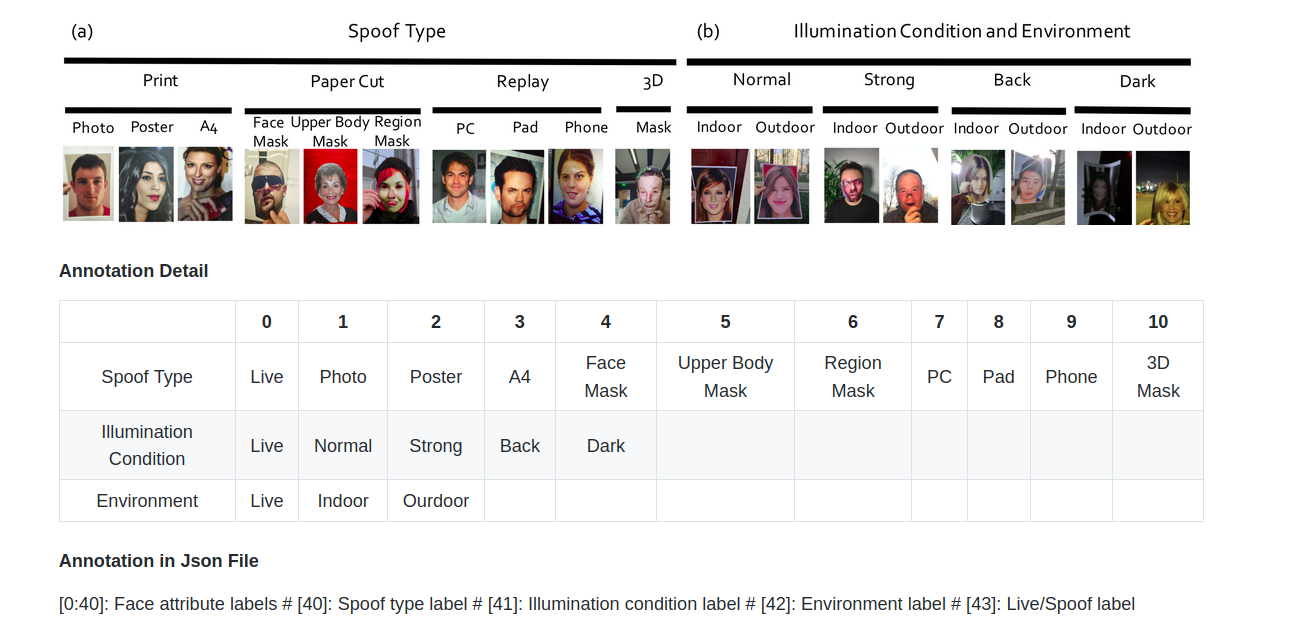 (a) Spoof Type (b) Illumination Condition and Environment
Print Paper Cut Replay 3D Normal Strong Back Dark
Photo Poster A4 Face Mask Upper Body Mask Region Mask PC Pad Phone Mask Indoor Outdoor Indoor Outdoor Indoor Outdoor Indoor Outdoor
Annotation Detail
0 1 2 3 4 5 6 7 8 9 10
Spoof Type Live Photo Poster A4 Face Mask Upper Body Mask Region Mask PC Pad Phone 3D Mask
Illumination Condition Live Normal Strong Back Dark
Environment Live Indoor Ourdoor
Annotation in Json File
[0:40]: Face attribute labels # [40]: Spoof type label # [41]: Illumination condition label # [42]: Environment label # [43]: Live/Spoof label